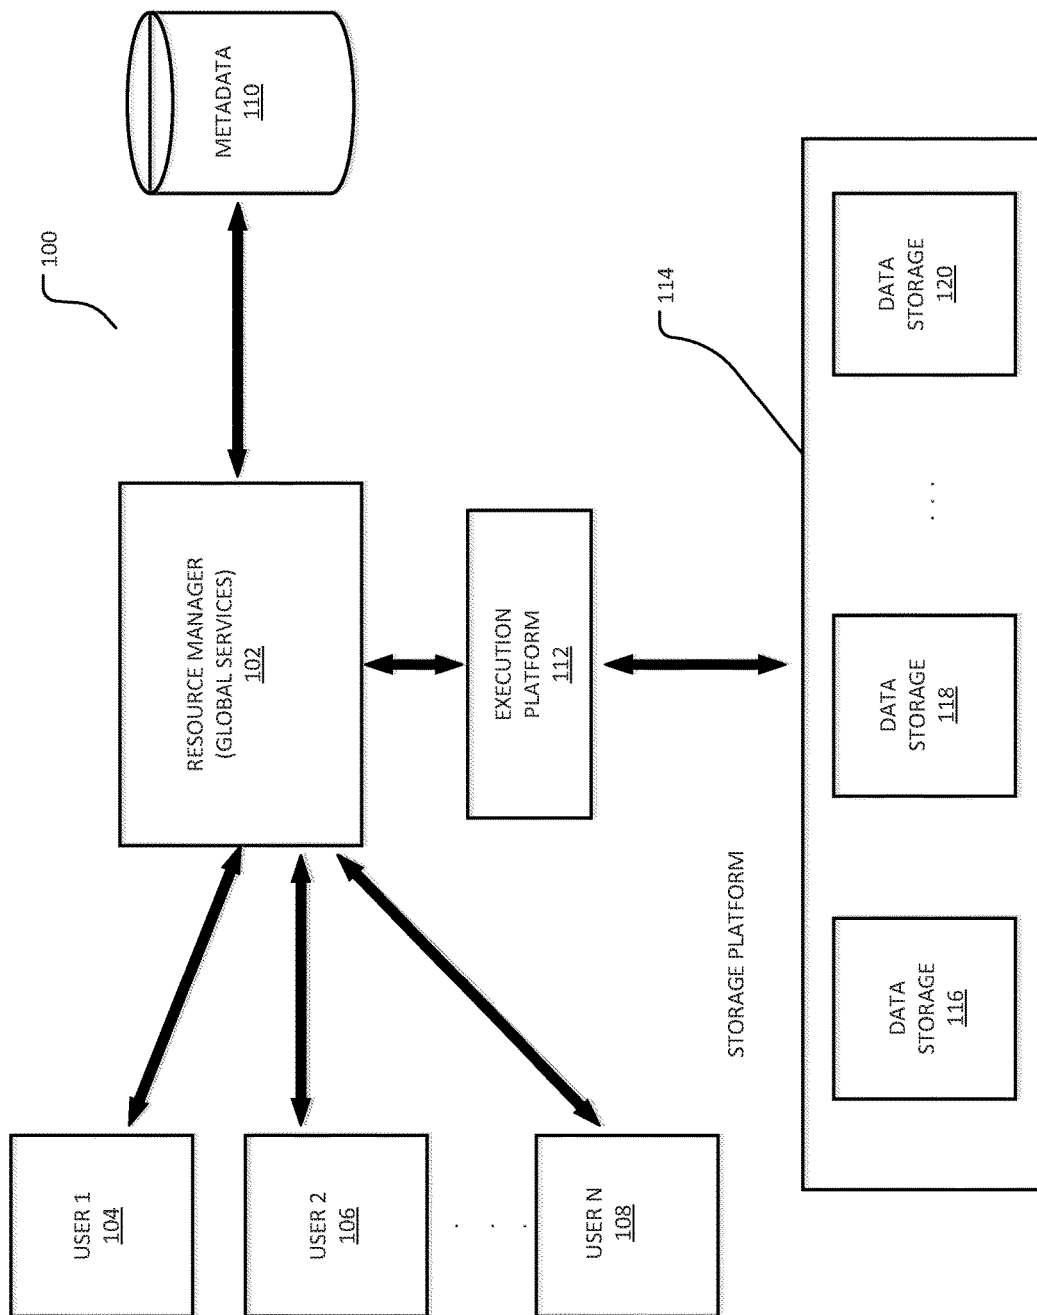 100
USER 1
104
USER 2
106
. . .
USER N
108
RESOURCE MANAGER
(GLOBAL SERVICES)
102
METADATA
110
EXECUTION
PLATFORM
112
STORAGE PLATFORM
114
DATA
STORAGE
116
DATA
STORAGE
118
. . .
DATA
STORAGE
120